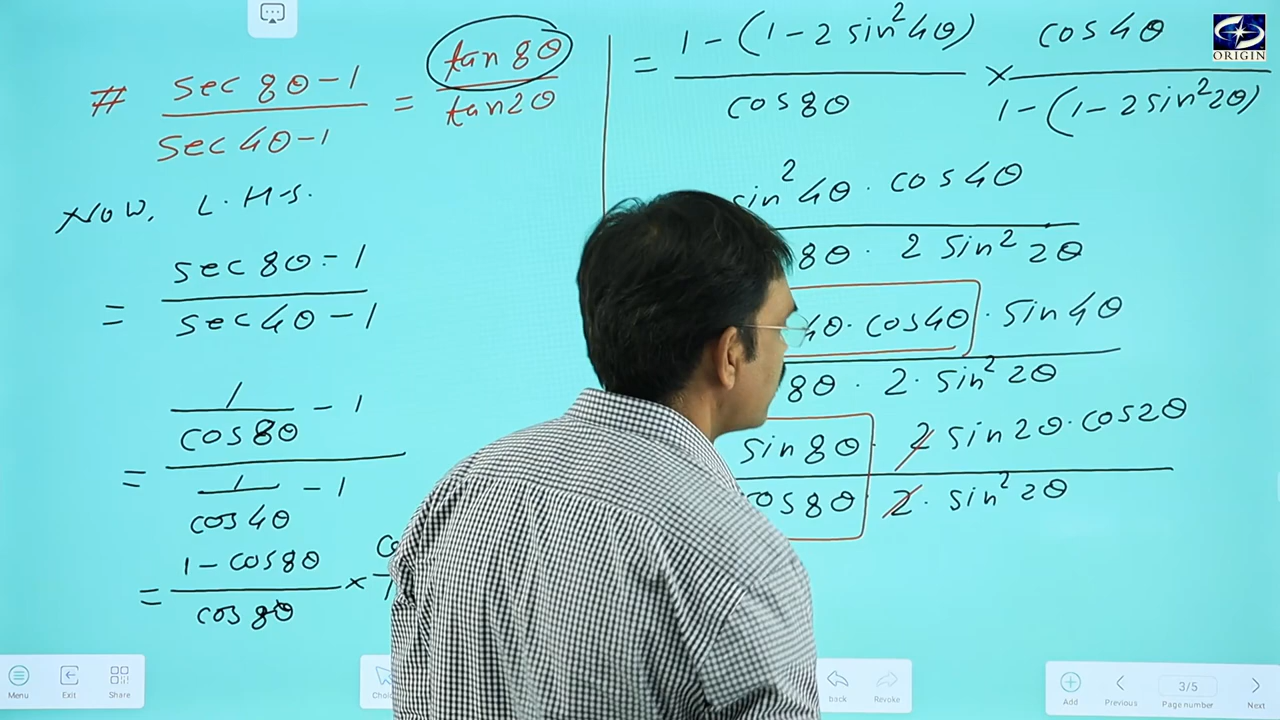 # sec 8θ - 1 / sec 4θ - 1 = tan 8θ / tan 2θ
Now, L.H.S.
sec 8θ - 1
= sec 4θ - 1
1 / cos 8θ - 1
= 1 / cos 4θ - 1
= 1 - cos 8θ / cos 8θ ×
= 1 - (1 - 2 sin² 4θ) / cos 8θ × cos 4θ / 1 - (1 - 2 sin² 2θ)
sin² 4θ · cos 4θ
8θ · 2 sin² 2θ
4θ · cos 4θ · sin 4θ
8θ · 2 · sin² 2θ
sin 8θ · 2 sin 2θ · cos 2θ
cos 8θ 2 · sin² 2θ
ORIGIN
Menu Exit Share back Revoke Add Previous 3/5 Page number Next